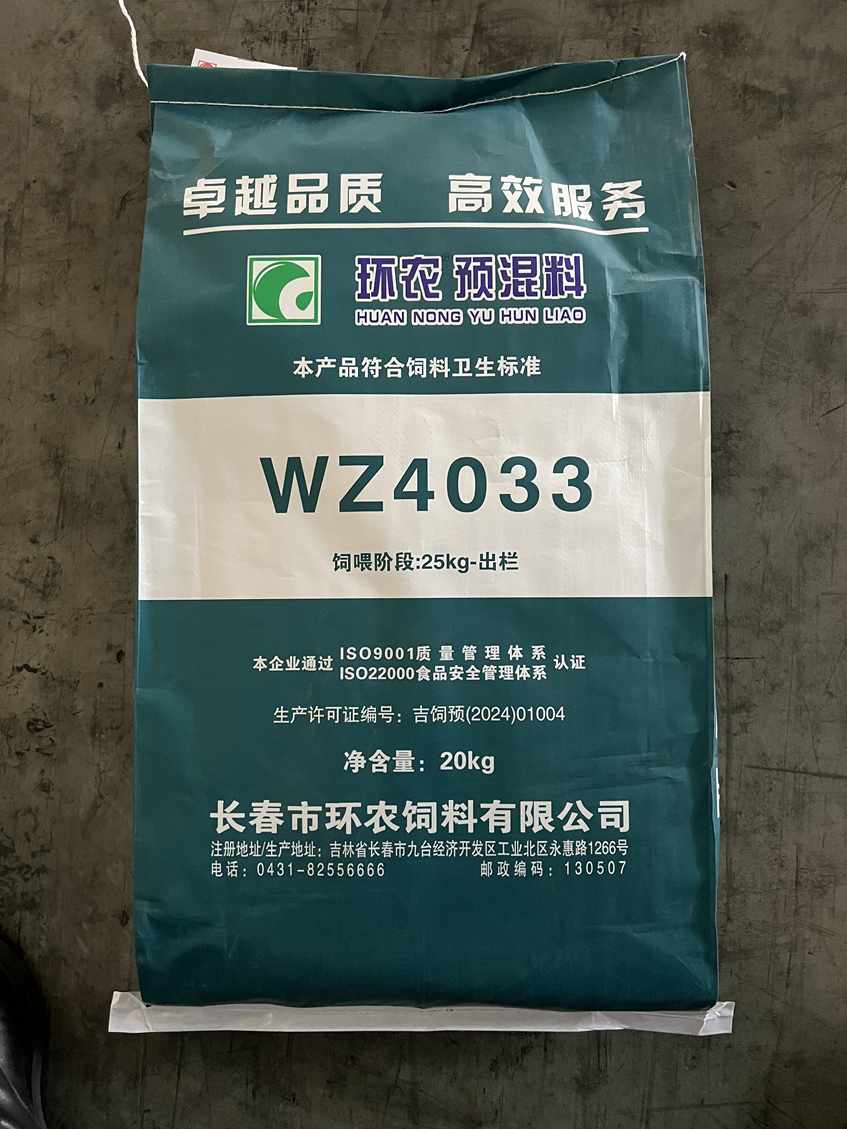 卓越品质 高效服务
环农 预混料
HUAN NONG YU HUN LIAO
本产品符合饲料卫生标准
WZ4033
饲喂阶段:25kg-出栏
本企业通过 ISO9001质量管理体系 认证
ISO22000食品安全管理体系
生产许可证编号：吉饲预(2024)01004
净含量：20kg
长春市环农饲料有限公司
注册地址/生产地址：吉林省长春市九台经济开发区工业北区永惠路1266号
电话：0431-82556666 邮政编码：130507